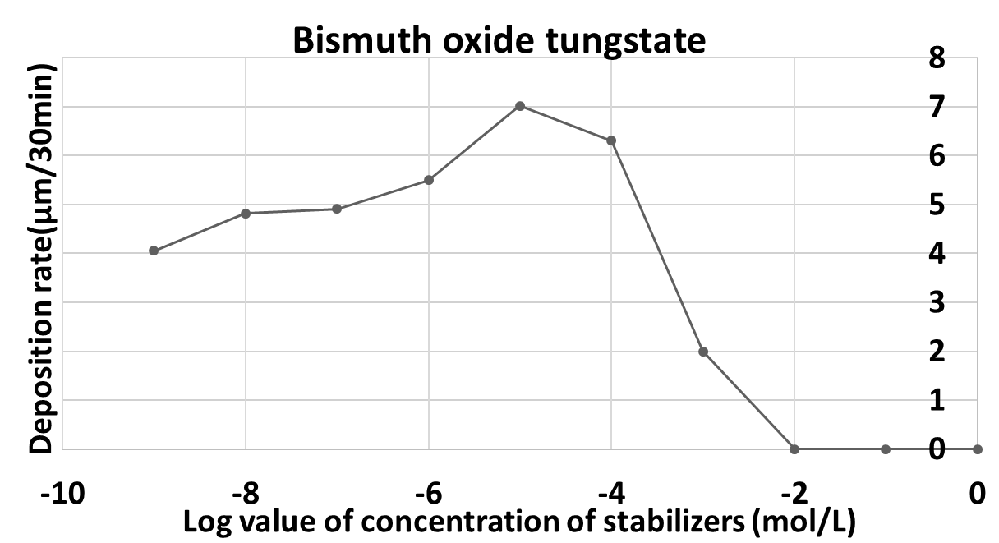 Bismuth oxide tungstate
Deposition rate(µm/30min)
8
7
6
5
4
3
2
1
0
-10 -8 -6 -4 -2 0
Log value of concentration of stabilizers (mol/L)